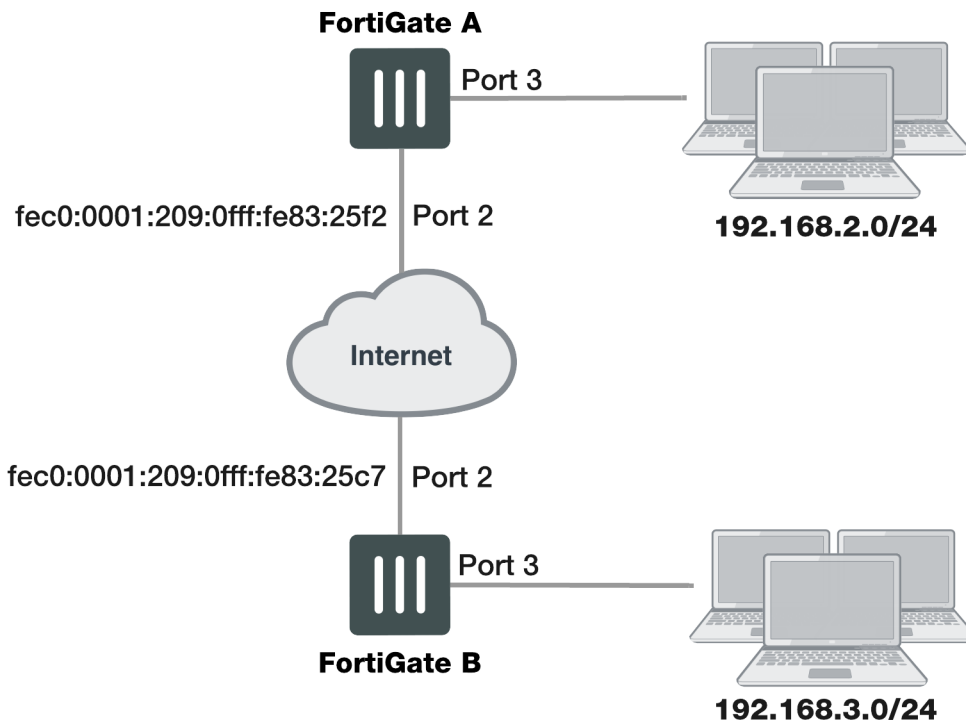 FortiGate A
Port 3
fec0:0001:209:0fff:fe83:25f2
Port 2
192.168.2.0/24
Internet
fec0:0001:209:0fff:fe83:25c7
Port 2
Port 3
FortiGate B
192.168.3.0/24